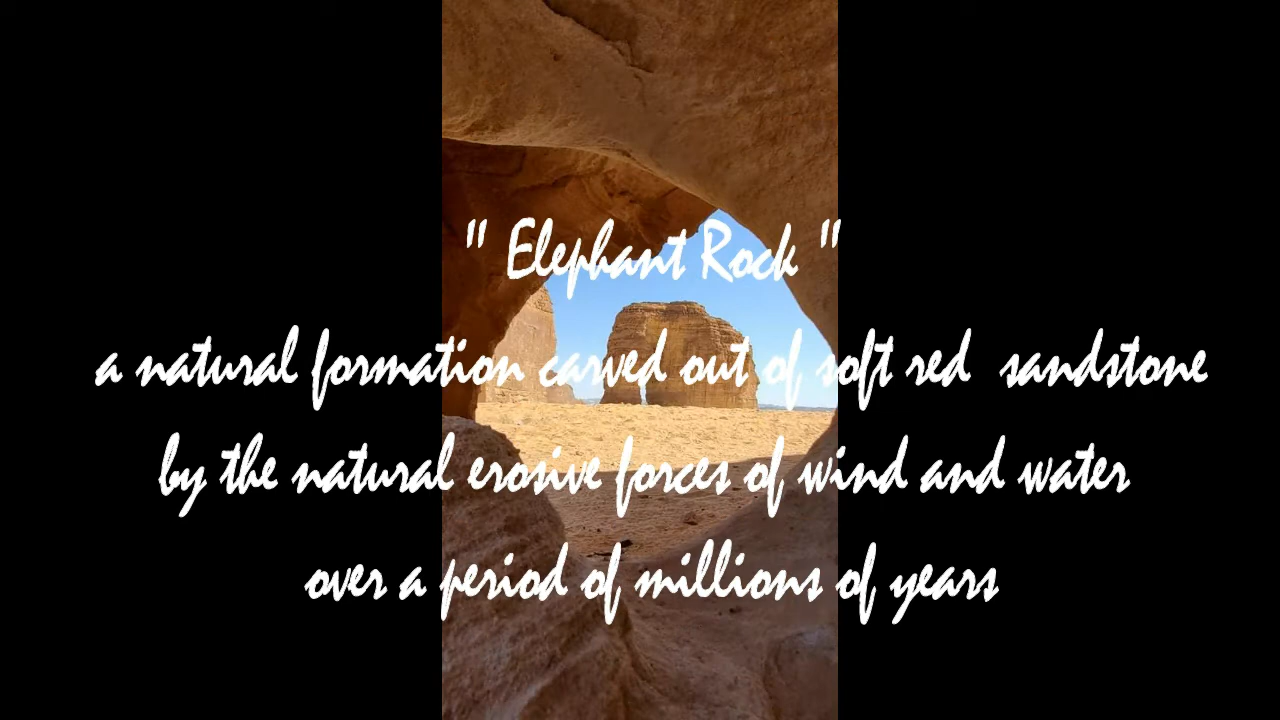 " Elephant Rock "
a natural formation carved out of soft red sandstone
by the natural erosive forces of wind and water
over a period of millions of years